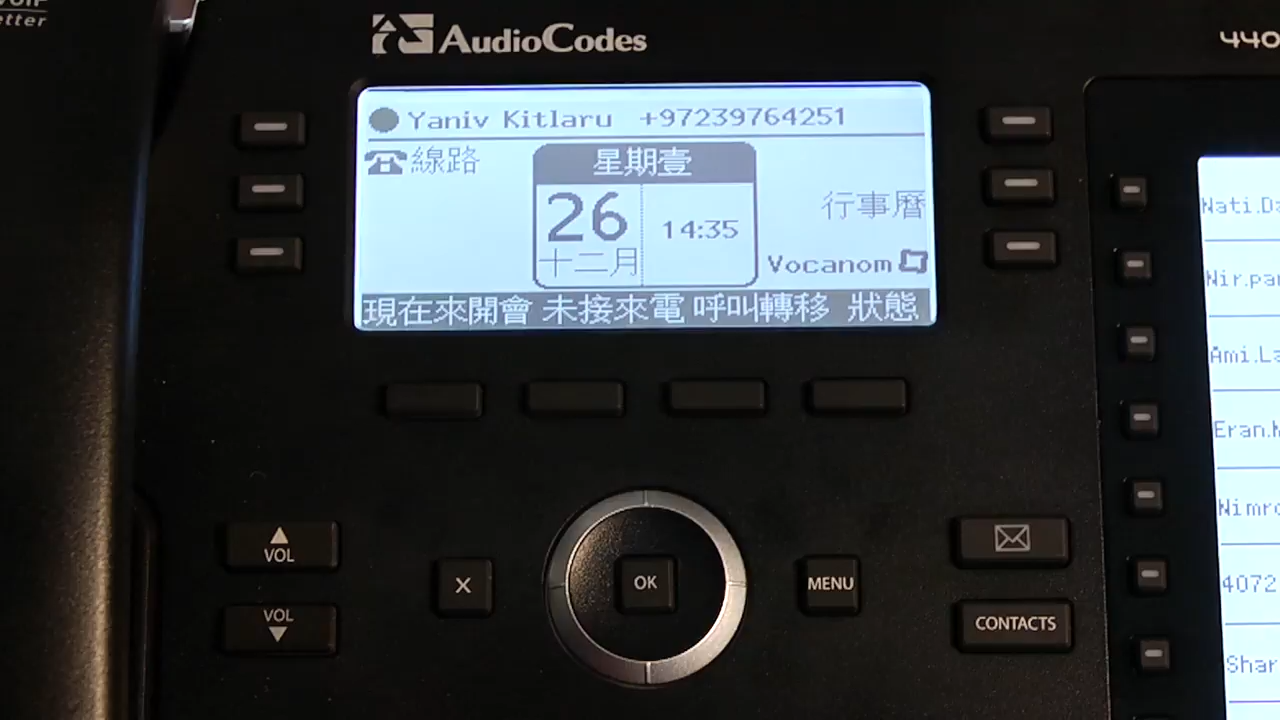 etter
AudioCodes
440
Yaniv Kitlaru +97239764251
線路
星期壹
26
14:35
十二月
行事曆
Vocanom
現在來開會 未接來電 呼叫轉移 狀態
VOL
VOL
X
OK
MENU
CONTACTS
Nati.Da
Nir.pa
Ami.La
Eran.
Nimro
4072
Shar